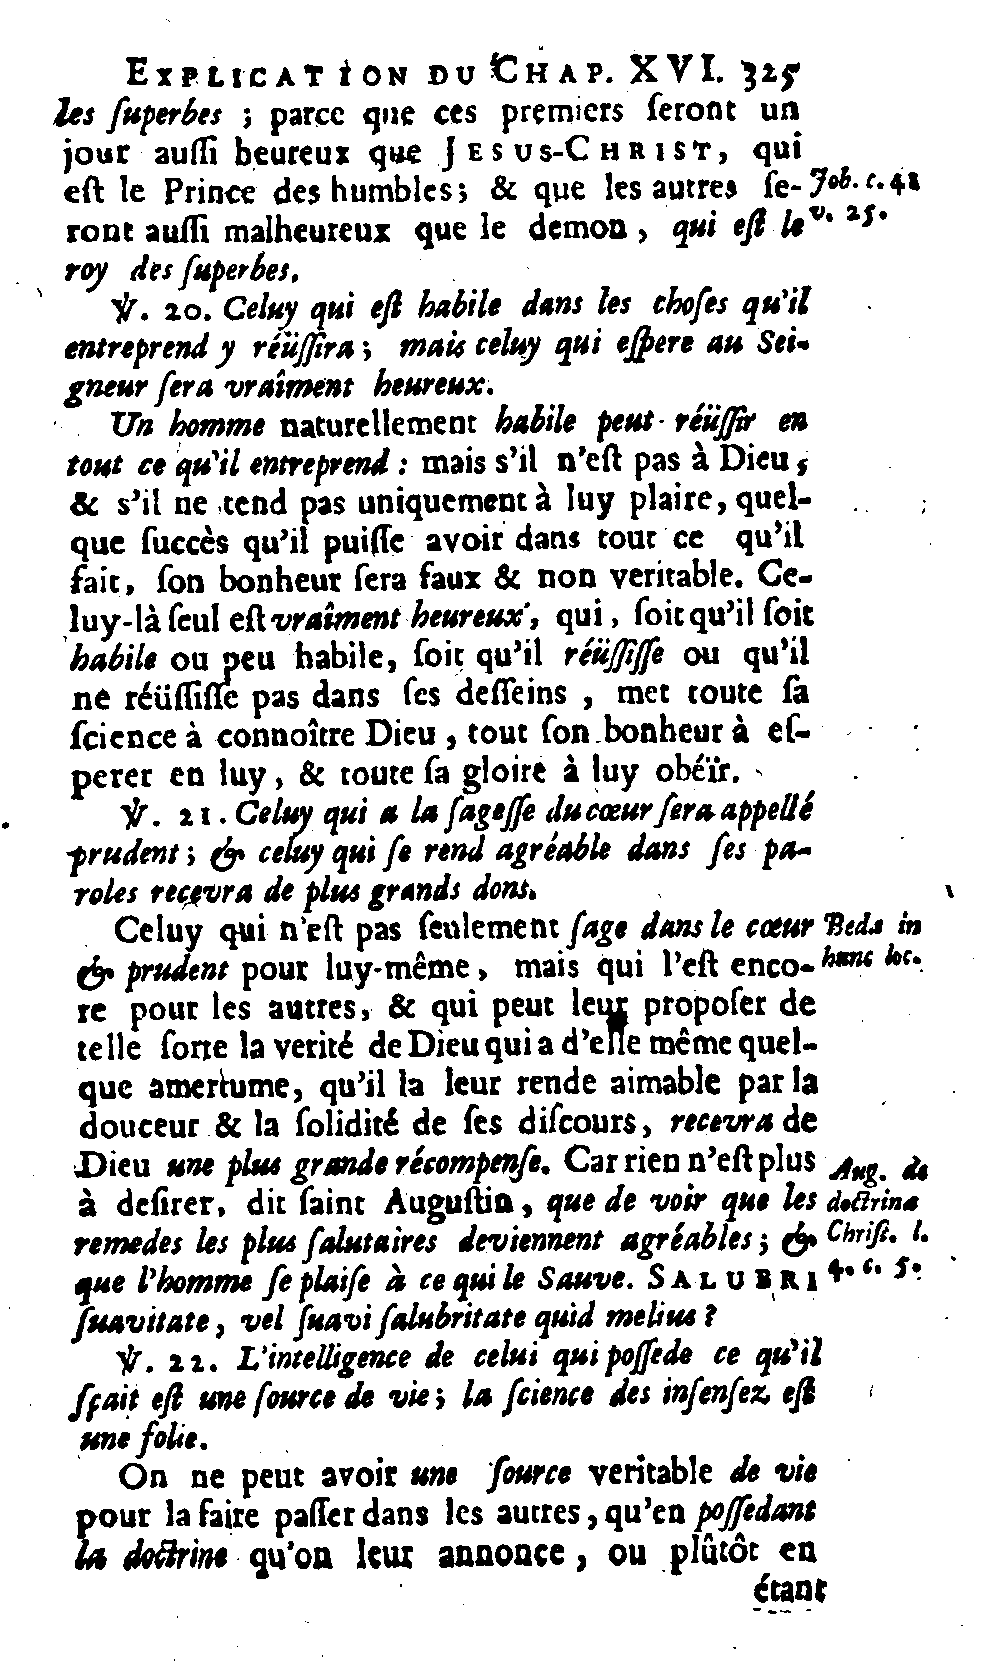 EXPLICATION DU CHAP. XVI. 325
les ſuperbes ; parce que ces premiers ſeront un
jour auſſi heureux que JESUS-CHRIST, qui
eſt le Prince des humbles; & que les autres ſe-
Job. c. 41
ront auſſi malheureux que le demon, qui eſt le
v. 25.
roy des ſuperbes.
℣. 20. Celuy qui eſt habile dans les choſes qu'il
entreprend y réüſſira ; mais celuy qui eſpere au Sei-
gneur ſera vraîment heureux.
Un homme naturellement habile peut réüſſir en
tout ce qu'il entreprend : mais s'il n'eſt pas à Dieu,
& s'il ne tend pas uniquement à luy plaire, quel-
que ſuccès qu'il puiſſe avoir dans tout ce qu'il
fait, ſon bonheur ſera faux & non veritable. Ce-
luy-là ſeul eſt vraîment heureux, qui, ſoit qu'il ſoit
habile ou peu habile, ſoit qu'il réüſſiſſe ou qu'il
ne réüſſiſſe pas dans ſes deſſeins, met toute ſa
ſcience à connoître Dieu, tout ſon bonheur à eſ-
perer en luy, & toute ſa gloire à luy obéïr.
℣. 21. Celuy qui a la ſageſſe du cœur ſera appellé
prudent ; & celuy qui ſe rend agréable dans ſes pa-
roles recevra de plus grands dons.
Celuy qui n'eſt pas ſeulement ſage dans le cœur
Beda in
& prudent pour luy-même, mais qui l'eſt enco-
hunc loc.
re pour les autres, & qui peut leur propoſer de
telle ſorte la verité de Dieu qui a d'elle même quel-
que amertume, qu'il la leur rende aimable par la
douceur & la ſolidité de ſes diſcours, recevra de
Dieu une plus grande récompenſe. Car rien n'eſt plus
Aug. de
à deſirer, dit ſaint Auguſtin, que de voir que les
doctrina
remedes les plus ſalutaires deviennent agréables ; &
Chriſt. l.
que l'homme ſe plaiſe à ce qui le Sauve. SALUBRI
4. c. 5.
ſuavitate, vel ſuavi ſalubritate quid melius ?
℣. 22. L'intelligence de celui qui poſſede ce qu'il
ſçait eſt une ſource de vie ; la ſcience des inſenſez eſt
une folie.
On ne peut avoir une ſource veritable de vie
pour la faire paſſer dans les autres, qu'en poſſedant
la doctrine qu'on leur annonce, ou plûtôt en
étant